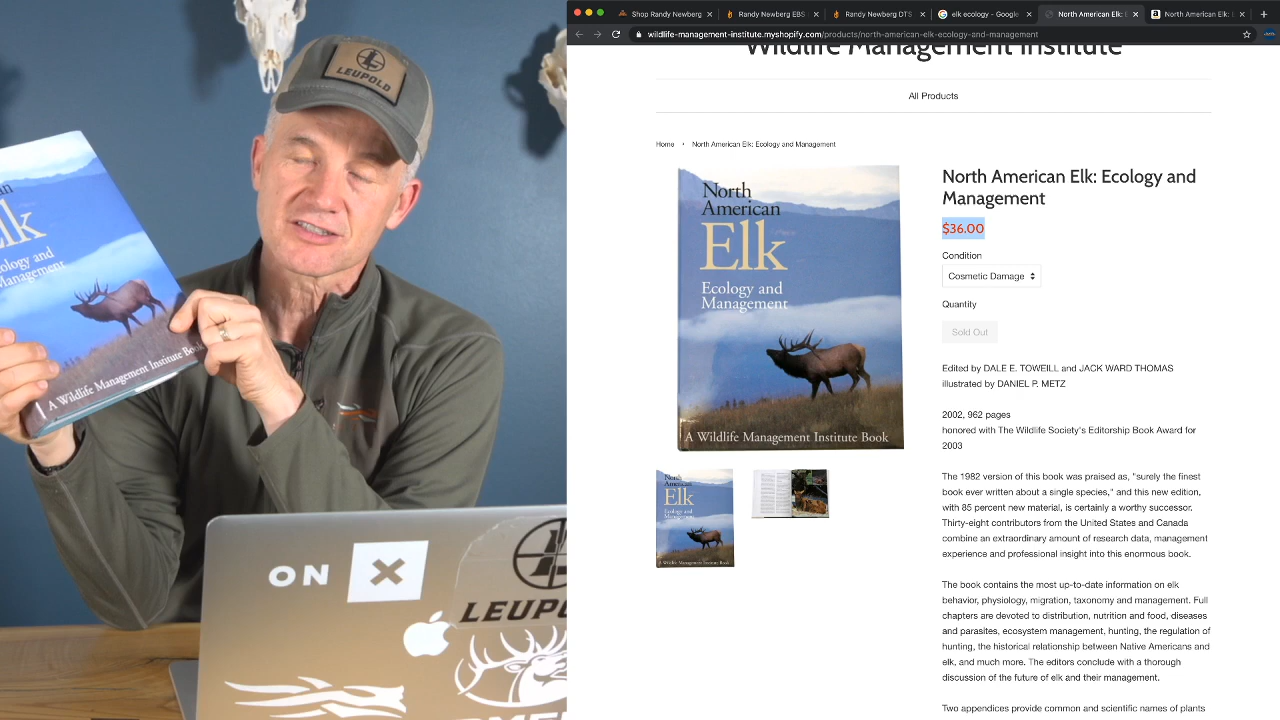 Shop Randy Newberg
Randy Newberg EBS
Randy Newberg DTS
elk ecology - Google
North American Elk: E
North American Elk: E
wildlife-management-institute.myshopify.com/products/north-american-elk-ecology-and-management
Wildlife Management Institute
All Products
Home › North American Elk: Ecology and Management
North
American
Elk
Ecology and
Management
A Wildlife Management Institute Book
North
American
Elk
Ecology and
Management
A Wildlife Management Institute Book
North American Elk: Ecology and
Management
$36.00
Condition
Cosmetic Damage
Quantity
Sold Out
Edited by DALE E. TOWEILL and JACK WARD THOMAS
illustrated by DANIEL P. METZ
2002, 962 pages
honored with The Wildlife Society's Editorship Book Award for
2003
The 1982 version of this book was praised as, "surely the finest
book ever written about a single species," and this new edition,
with 85 percent new material, is certainly a worthy successor.
Thirty-eight contributors from the United States and Canada
combine an extraordinary amount of research data, management
experience and professional insight into this enormous book.
The book contains the most up-to-date information on elk
behavior, physiology, migration, taxonomy and management. Full
chapters are devoted to distribution, nutrition and food, diseases
and parasites, ecosystem management, hunting, the regulation of
hunting, the historical relationship between Native Americans and
elk, and much more. The editors conclude with a thorough
discussion of the future of elk and their management.
Two appendices provide common and scientific names of plants
LEUPOLD
Management
A Wildlife Management Institute Book
ON X